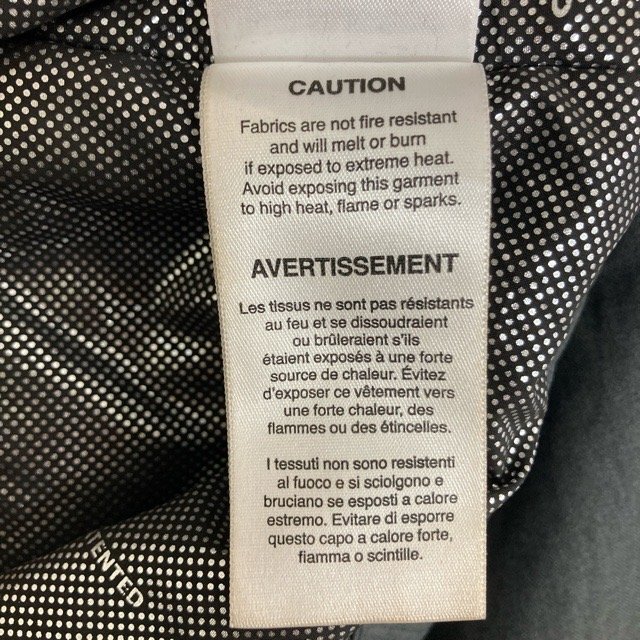 CAUTION
Fabrics are not fire resistant
and will melt or burn
if exposed to extreme heat.
Avoid exposing this garment
to high heat, flame or sparks.
AVERTISSEMENT
Les tissus ne sont pas résistants
au feu et se dissoudraient
ou brûleraient s'ils
étaient exposés à une forte
source de chaleur. Évitez
d'exposer ce vêtement vers
une forte chaleur, des
flammes ou des étincelles.
I tessuti non sono resistenti
al fuoco e si sciolgono e
bruciano se esposti a calore
estremo. Evitare di esporre
questo capo a calore forte,
fiamma o scintille.